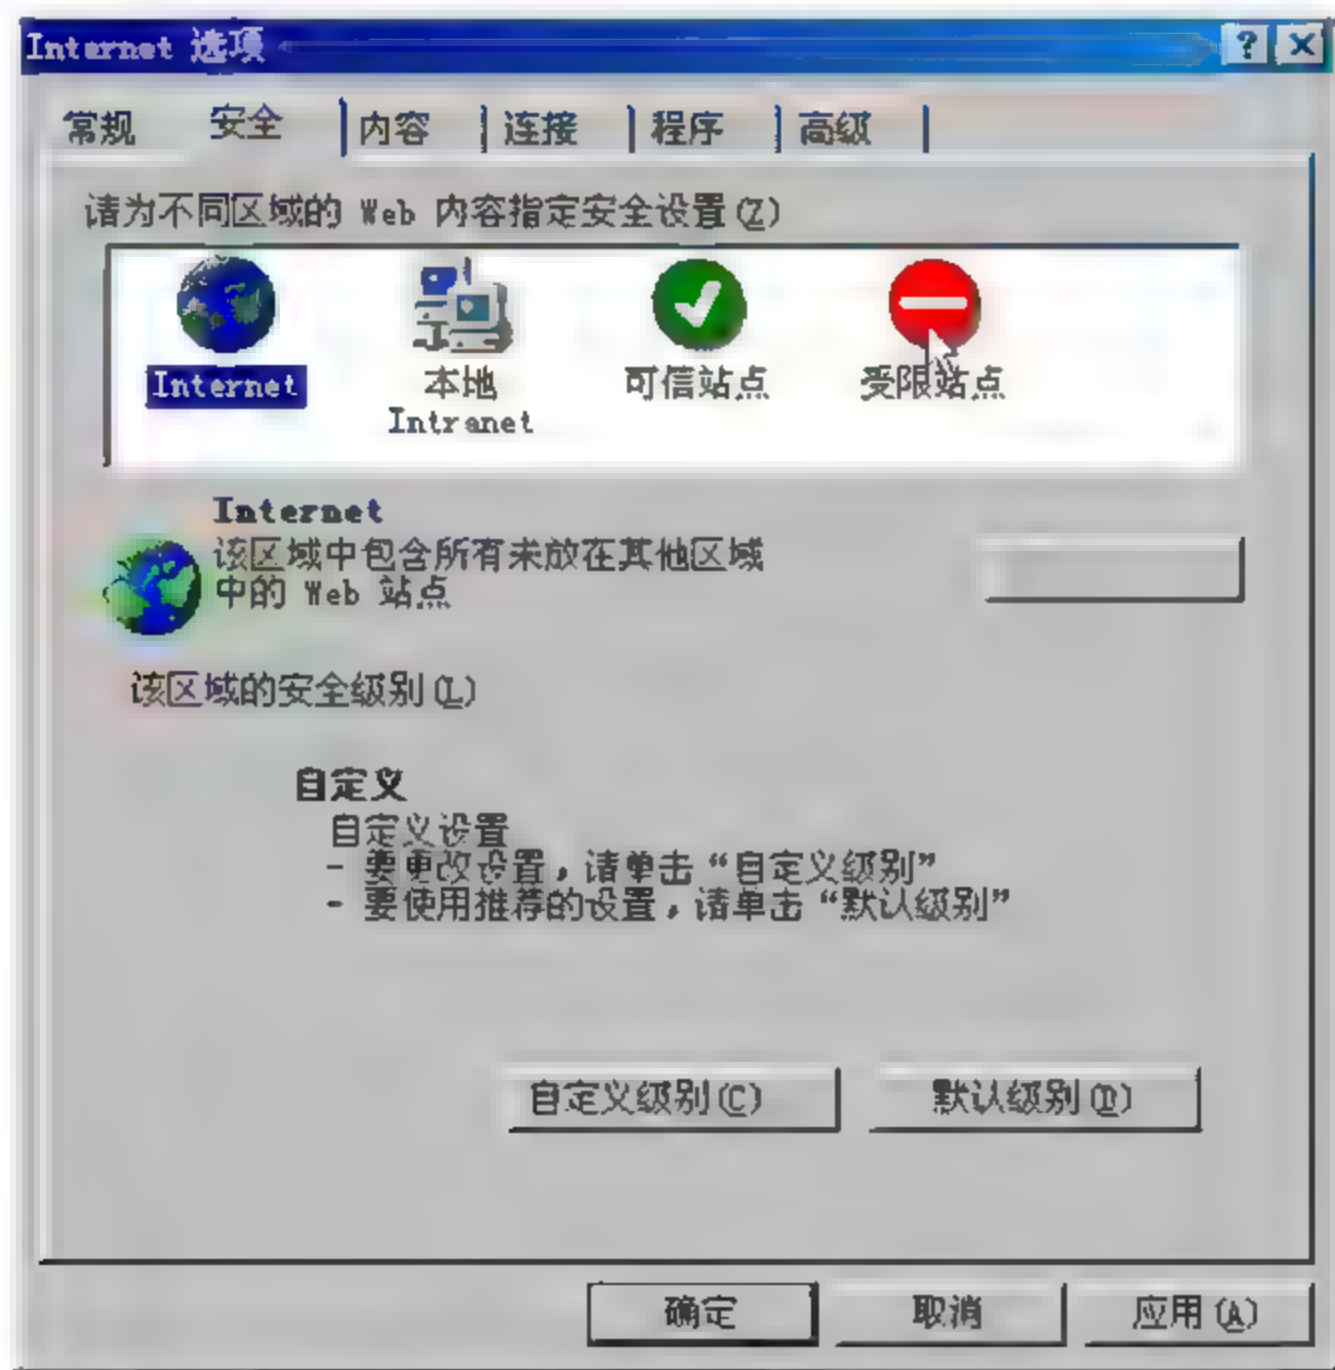 Internet 选项
常规 安全 内容 连接 程序 高级
请为不同区域的 Web 内容指定安全设置(Z)
Internet 本地 可信站点 受限站点
Intranet
Internet
该区域中包含所有未放在其他区域
中的 Web 站点
该区域的安全级别(L)
自定义
自定义设置
- 要更改设置，请单击“自定义级别”
- 要使用推荐的设置，请单击“默认级别”
自定义级别(C) 默认级别(D)
确定 取消 应用(A)